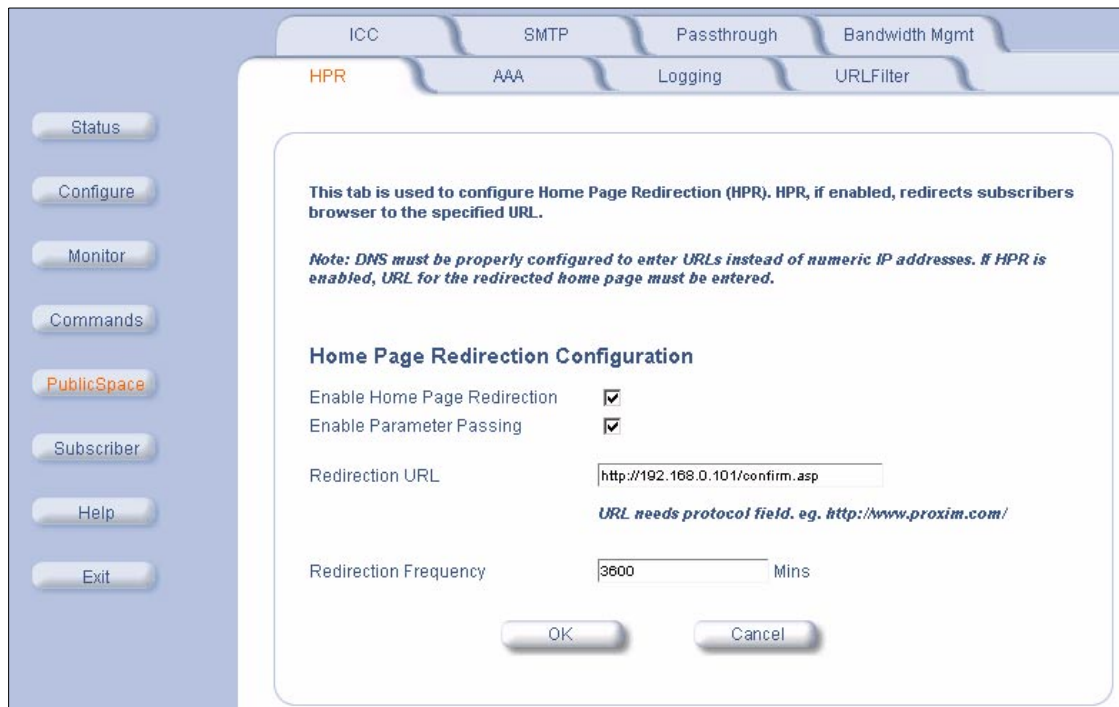 ICC
SMTP
Passthrough
Bandwidth Mgmt
HPR
AAA
Logging
URLFilter
Status
Configure
Monitor
Commands
PublicSpace
Subscriber
Help
Exit
This tab is used to configure Home Page Redirection (HPR). HPR, if enabled, redirects subscribers
browser to the specified URL.
Note: DNS must be properly configured to enter URLs instead of numeric IP addresses. If HPR is
enabled, URL for the redirected home page must be entered.
Home Page Redirection Configuration
Enable Home Page Redirection
Enable Parameter Passing
Redirection URL
http://192.168.0.101/confirm.asp
URL needs protocol field. eg. http://www.proxim.com/
Redirection Frequency
3600
Mins
OK
Cancel